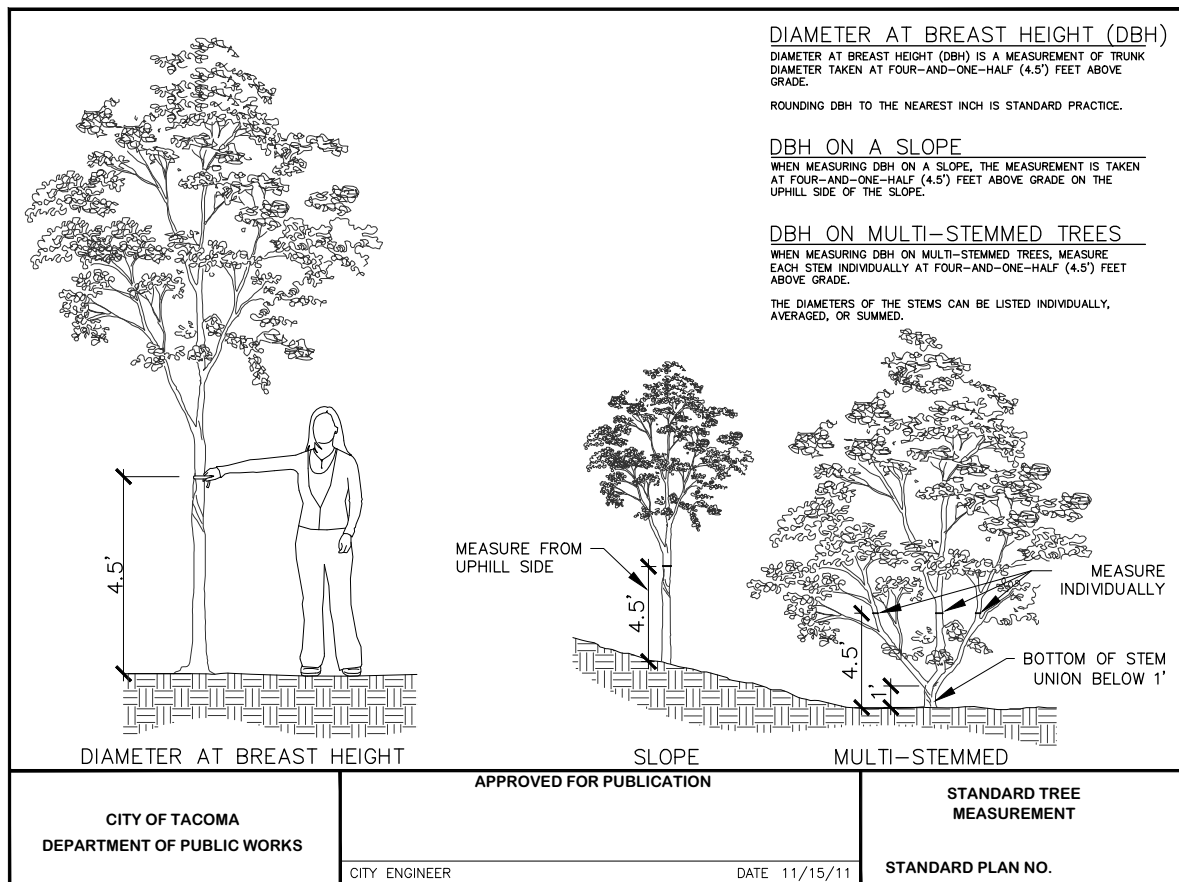 DIAMETER AT BREAST HEIGHT (DBH)
DIAMETER AT BREAST HEIGHT (DBH) IS A MEASUREMENT OF TRUNK
DIAMETER TAKEN AT FOUR-AND-ONE-HALF (4.5') FEET ABOVE
GRADE.
ROUNDING DBH TO THE NEAREST INCH IS STANDARD PRACTICE.
DBH ON A SLOPE
WHEN MEASURING DBH ON A SLOPE, THE MEASUREMENT IS TAKEN
AT FOUR-AND-ONE-HALF (4.5') FEET ABOVE GRADE ON THE
UPHILL SIDE OF THE SLOPE.
DBH ON MULTI-STEMMED TREES
WHEN MEASURING DBH ON MULTI-STEMMED TREES, MEASURE
EACH STEM INDIVIDUALLY AT FOUR-AND-ONE-HALF (4.5') FEET
ABOVE GRADE.
THE DIAMETERS OF THE STEMS CAN BE LISTED INDIVIDUALLY,
AVERAGED, OR SUMMED.
4.5'
DIAMETER AT BREAST HEIGHT
MEASURE FROM
UPHILL SIDE
4.5'
SLOPE
MEASURE
INDIVIDUALLY
4.5'
1'
BOTTOM OF STEM
UNION BELOW 1'
MULTI-STEMMED
CITY OF TACOMA
DEPARTMENT OF PUBLIC WORKS
APPROVED FOR PUBLICATION
CITY ENGINEER DATE 11/15/11
STANDARD TREE
MEASUREMENT
STANDARD PLAN NO.